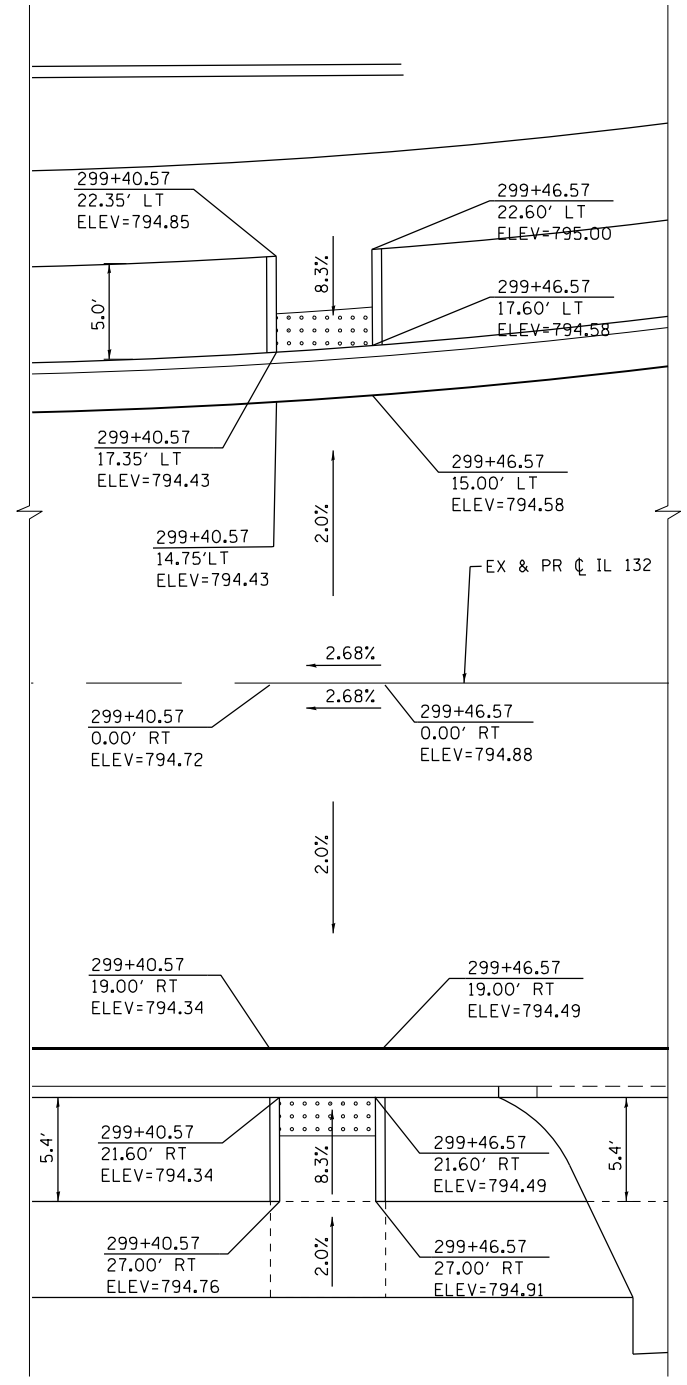 299+40.57
22.35' LT
ELEV=794.85
299+46.57
22.60' LT
ELEV=795.00
8.3%
5.0'
299+46.57
17.60' LT
ELEV=794.58
299+40.57
17.35' LT
ELEV=794.43
299+46.57
15.00' LT
ELEV=794.58
2.0%
299+40.57
14.75'LT
ELEV=794.43
EX & PR ℄ IL 132
2.68%
2.68%
299+40.57
0.00' RT
ELEV=794.72
299+46.57
0.00' RT
ELEV=794.88
2.0%
299+40.57
19.00' RT
ELEV=794.34
299+46.57
19.00' RT
ELEV=794.49
5.4'
299+40.57
21.60' RT
ELEV=794.34
8.3%
299+46.57
21.60' RT
ELEV=794.49
5.4'
299+40.57
27.00' RT
ELEV=794.76
2.0%
299+46.57
27.00' RT
ELEV=794.91